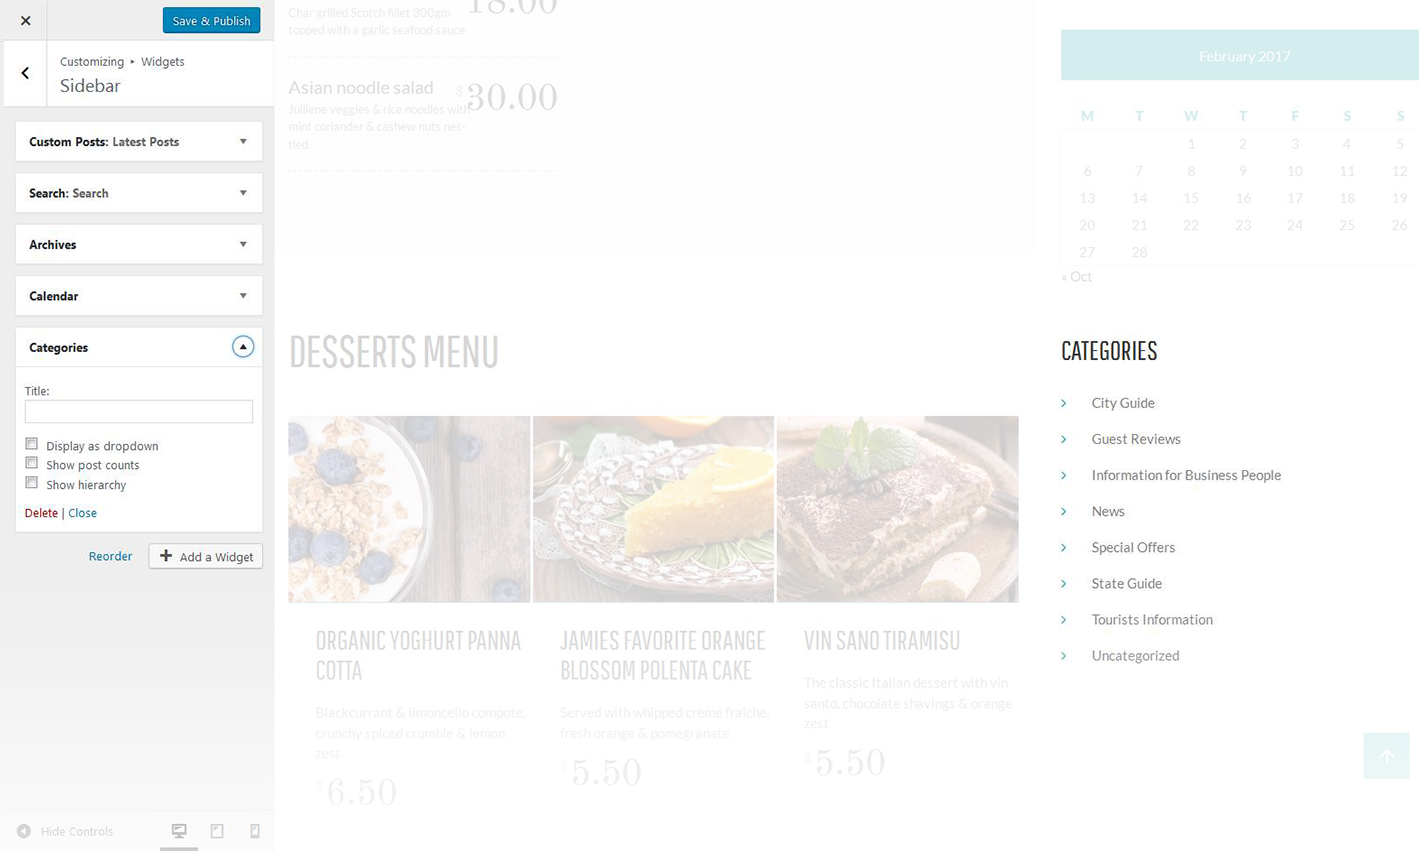 Save & Publish
Customizing ▸ Widgets
Sidebar
Custom Posts: Latest Posts
Search: Search
Archives
Calendar
Categories
Title:
Display as dropdown
Show post counts
Show hierarchy
Delete | Close
Reorder
Add a Widget
Hide Controls
Char grilled Scotch fillet 300gm
topped with a garlic seafood sauce
18.00
Asian noodle salad
$30.00
Juiliene veggies & rice noodles with
mint coriander & cashew nuts nes-
tled
DESSERTS MENU
ORGANIC YOGHURT PANNA
COTTA
Blackcurrant & limoncello compote,
crunchy spiced crumble & lemon
zest
$6.50
JAMIES FAVORITE ORANGE
BLOSSOM POLENTA CAKE
Served with whipped crème fraîche,
fresh orange & pomegranate
$5.50
VIN SANO TIRAMISU
The classic Italian dessert with vin
santo, chocolate shavings & orange
zest
$5.50
February 2017
M T W T F S S
1 2 3 4 5
6 7 8 9 10 11 12
13 14 15 16 17 18 19
20 21 22 23 24 25 26
27 28
« Oct
CATEGORIES
City Guide
Guest Reviews
Information for Business People
News
Special Offers
State Guide
Tourists Information
Uncategorized